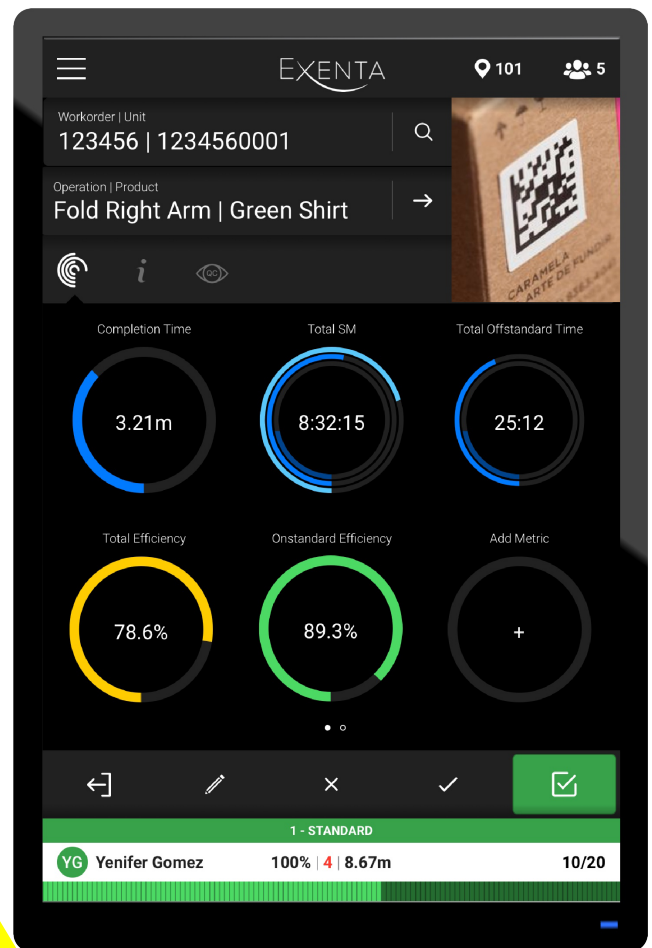 EXENTA
101
5
Workorder | Unit
123456 | 1234560001
Operation | Product
Fold Right Arm | Green Shirt
i
QC
CARAMELA
ARTE DE FUNDIR
Completion Time
3.21m
Total SM
8:32:15
Total Offstandard Time
25:12
Total Efficiency
78.6%
Onstandard Efficiency
89.3%
Add Metric
+
1 - STANDARD
YG Yenifer Gomez 100% | 4 | 8.67m 10/20